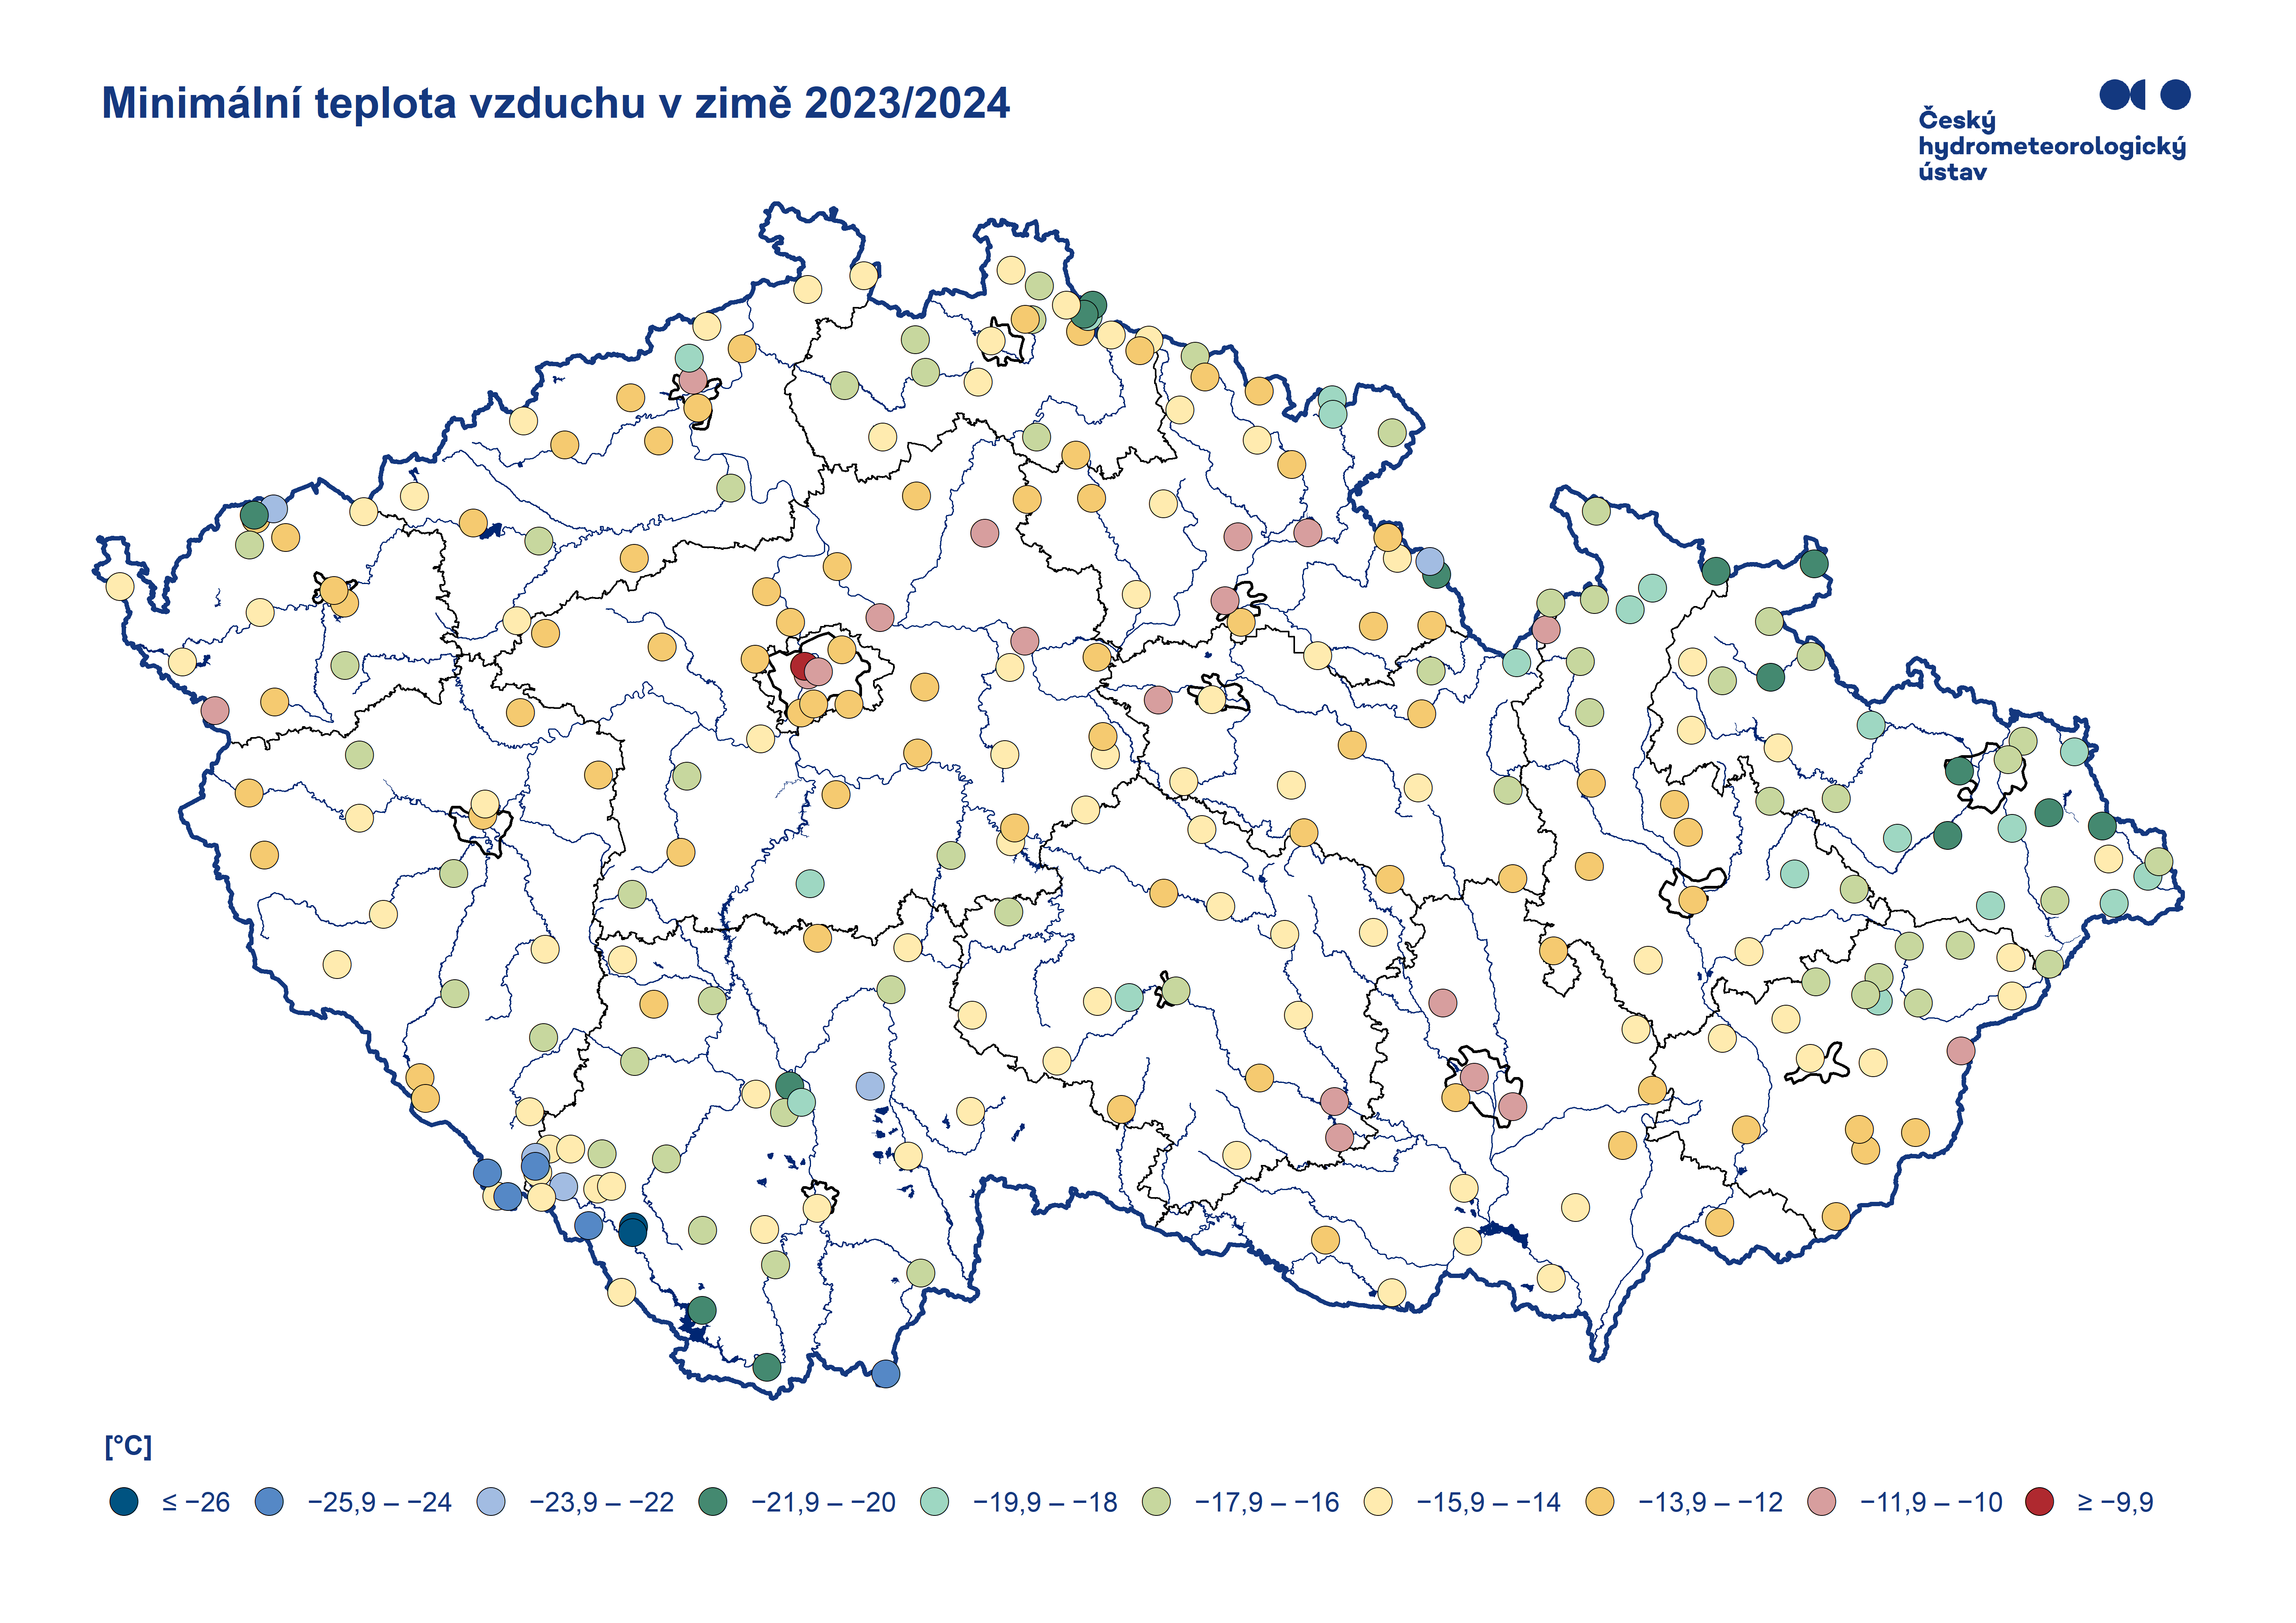 Minimální teplota vzduchu v zimě 2023/2024
Český
hydrometeorologický
ústav
[°C]
≤ −26 −25,9 – −24 −23,9 – −22 −21,9 – −20 −19,9 – −18 −17,9 – −16 −15,9 – −14 −13,9 – −12 −11,9 – −10 ≥ −9,9